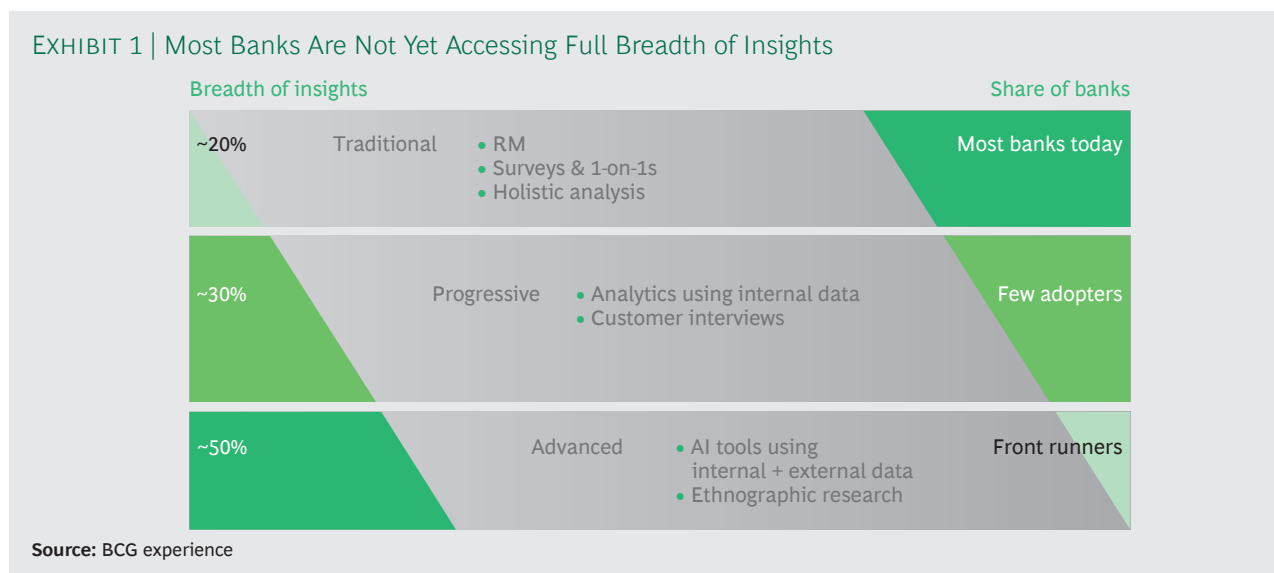 EXHIBIT 1 | Most Banks Are Not Yet Accessing Full Breadth of Insights
Breadth of insights
Share of banks
~20%
Traditional
• RM
• Surveys & 1-on-1s
• Holistic analysis
Most banks today
~30%
Progressive
• Analytics using internal data
• Customer interviews
Few adopters
~50%
Advanced
• AI tools using
internal + external data
• Ethnographic research
Front runners
Source: BCG experience